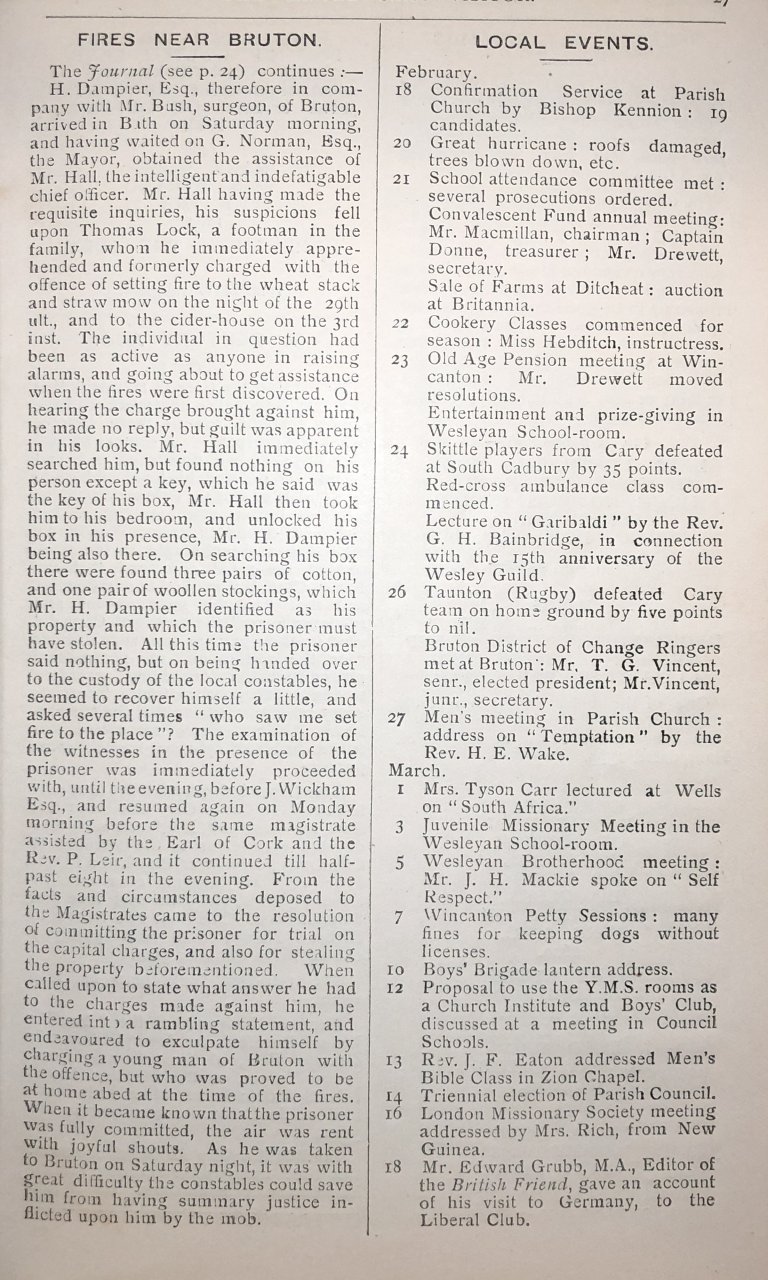 27
FIRES NEAR BRUTON.
The Journal (see p. 24) continues :—
H. Dampier, Esq., therefore in com-
pany with Mr. Bush, surgeon, of Bruton,
arrived in Bath on Saturday morning,
and having waited on G. Norman, Esq.,
the Mayor, obtained the assistance of
Mr. Hall, the intelligent and indefatigable
chief officer. Mr. Hall having made the
requisite inquiries, his suspicions fell
upon Thomas Lock, a footman in the
family, whom he immediately appre-
hended and formerly charged with the
offence of setting fire to the wheat stack
and straw mow on the night of the 29th
ult., and to the cider-house on the 3rd
inst. The individual in question had
been as active as anyone in raising
alarms, and going about to get assistance
when the fires were first discovered. On
hearing the charge brought against him,
he made no reply, but guilt was apparent
in his looks. Mr. Hall immediately
searched him, but found nothing on his
person except a key, which he said was
the key of his box, Mr. Hall then took
him to his bedroom, and unlocked his
box in his presence, Mr. H. Dampier
being also there. On searching his box
there were found three pairs of cotton,
and one pair of woollen stockings, which
Mr. H. Dampier identified as his
property and which the prisoner must
have stolen. All this time the prisoner
said nothing, but on being handed over
to the custody of the local constables, he
seemed to recover himself a little, and
asked several times " who saw me set
fire to the place "? The examination of
the witnesses in the presence of the
prisoner was immediately proceeded
with, until the evening, before J. Wickham
Esq., and resumed again on Monday
morning before the same magistrate
assisted by the Earl of Cork and the
Rev. P. Leir, and it continued till half-
past eight in the evening. From the
facts and circumstances deposed to
the Magistrates came to the resolution
of committing the prisoner for trial on
the capital charges, and also for stealing
the property beforementioned. When
called upon to state what answer he had
to the charges made against him, he
entered into a rambling statement, and
endeavoured to exculpate himself by
charging a young man of Bruton with
the offence, but who was proved to be
at home abed at the time of the fires.
When it became known that the prisoner
was fully committed, the air was rent
with joyful shouts. As he was taken
to Bruton on Saturday night, it was with
great difficulty the constables could save
him from having summary justice in-
flicted upon him by the mob.
LOCAL EVENTS.
February.
18 Confirmation Service at Parish
Church by Bishop Kennion : 19
candidates.
20 Great hurricane : roofs damaged,
trees blown down, etc.
21 School attendance committee met :
several prosecutions ordered.
Convalescent Fund annual meeting:
Mr. Macmillan, chairman ; Captain
Donne, treasurer ; Mr. Drewett,
secretary.
Sale of Farms at Ditcheat : auction
at Britannia.
22 Cookery Classes commenced for
season : Miss Hebditch, instructress.
23 Old Age Pension meeting at Win-
canton : Mr. Drewett moved
resolutions.
Entertainment and prize-giving in
Wesleyan School-room.
24 Skittle players from Cary defeated
at South Cadbury by 35 points.
Red-cross ambulance class com-
menced.
Lecture on " Garibaldi " by the Rev.
G. H. Bainbridge, in connection
with the 15th anniversary of the
Wesley Guild.
26 Taunton (Rugby) defeated Cary
team on home ground by five points
to nil.
Bruton District of Change Ringers
met at Bruton : Mr. T. G. Vincent,
senr., elected president; Mr. Vincent,
junr., secretary.
27 Men's meeting in Parish Church :
address on " Temptation " by the
Rev. H. E. Wake.
March.
1 Mrs. Tyson Carr lectured at Wells
on " South Africa."
3 Juvenile Missionary Meeting in the
Wesleyan School-room.
5 Wesleyan Brotherhood meeting :
Mr. J. H. Mackie spoke on " Self
Respect."
7 Wincanton Petty Sessions : many
fines for keeping dogs without
licenses.
10 Boys' Brigade lantern address.
12 Proposal to use the Y.M.S. rooms as
a Church Institute and Boys' Club,
discussed at a meeting in Council
Schools.
13 Rev. J. F. Eaton addressed Men's
Bible Class in Zion Chapel.
14 Triennial election of Parish Council.
16 London Missionary Society meeting
addressed by Mrs. Rich, from New
Guinea.
18 Mr. Edward Grubb, M.A., Editor of
the British Friend, gave an account
of his visit to Germany, to the
Liberal Club.